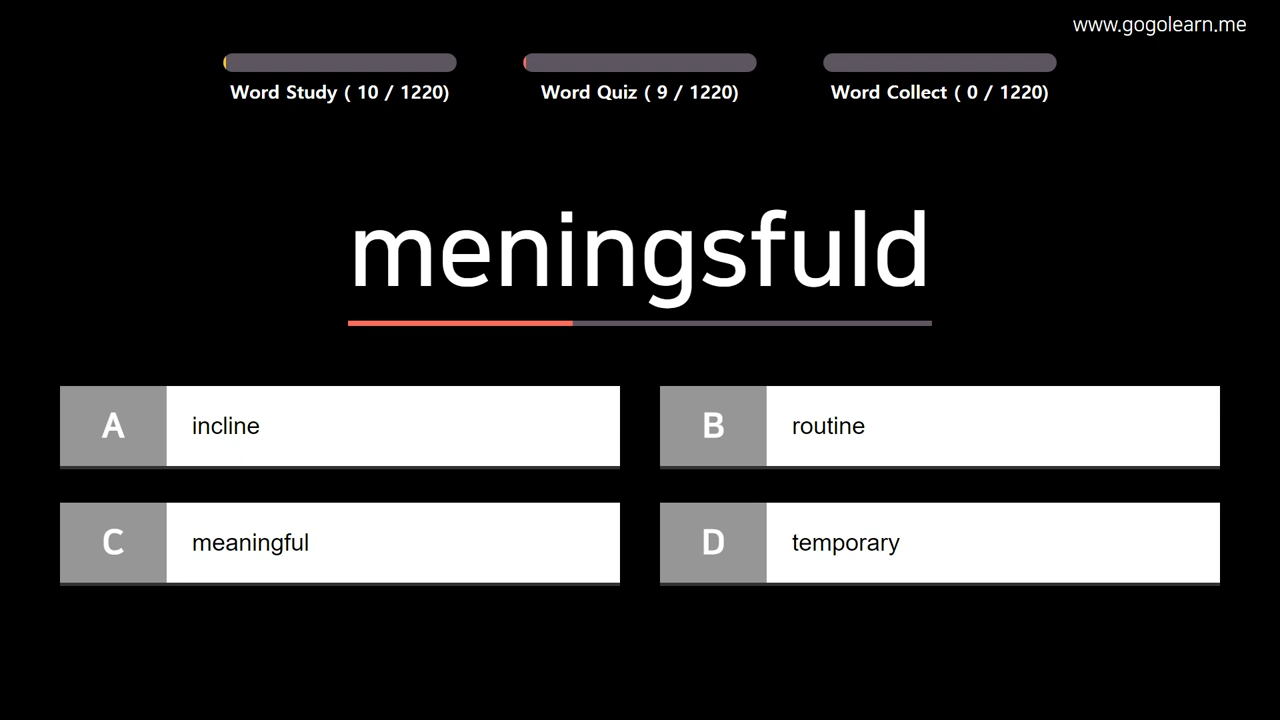 www.gogolearn.me
Word Study ( 10 / 1220)
Word Quiz ( 9 / 1220)
Word Collect ( 0 / 1220)
meningsfuld
A incline
B routine
C meaningful
D temporary